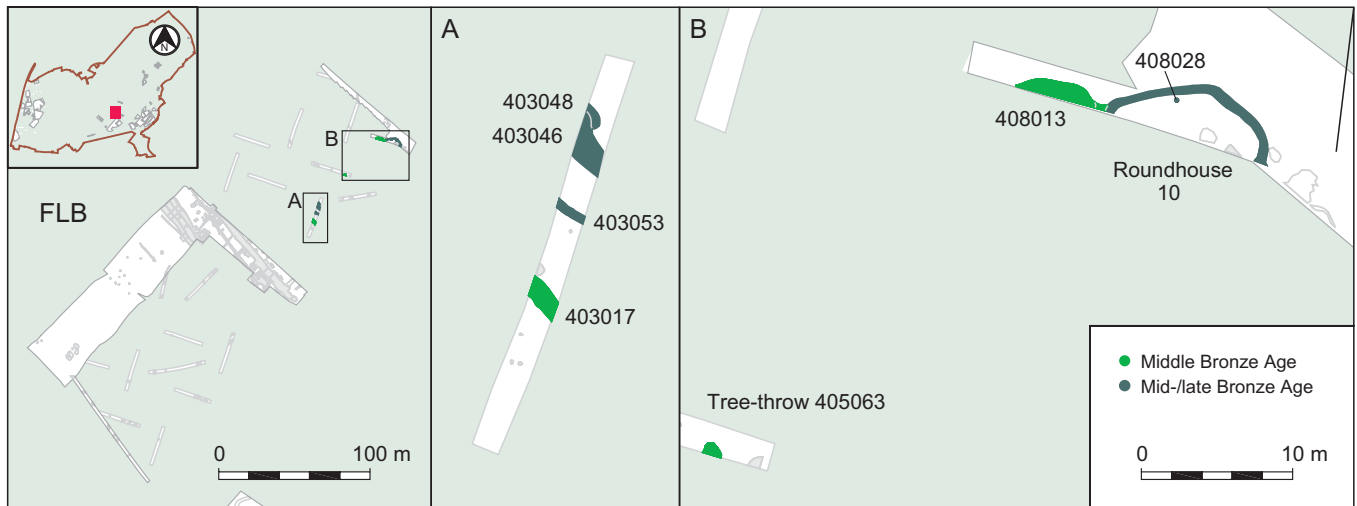 N
FLB
B
A
0 100 m
A
403048
403046
403053
403017
B
408028
408013
Roundhouse
10
Tree-throw 405063
Middle Bronze Age
Mid-/late Bronze Age
0 10 m